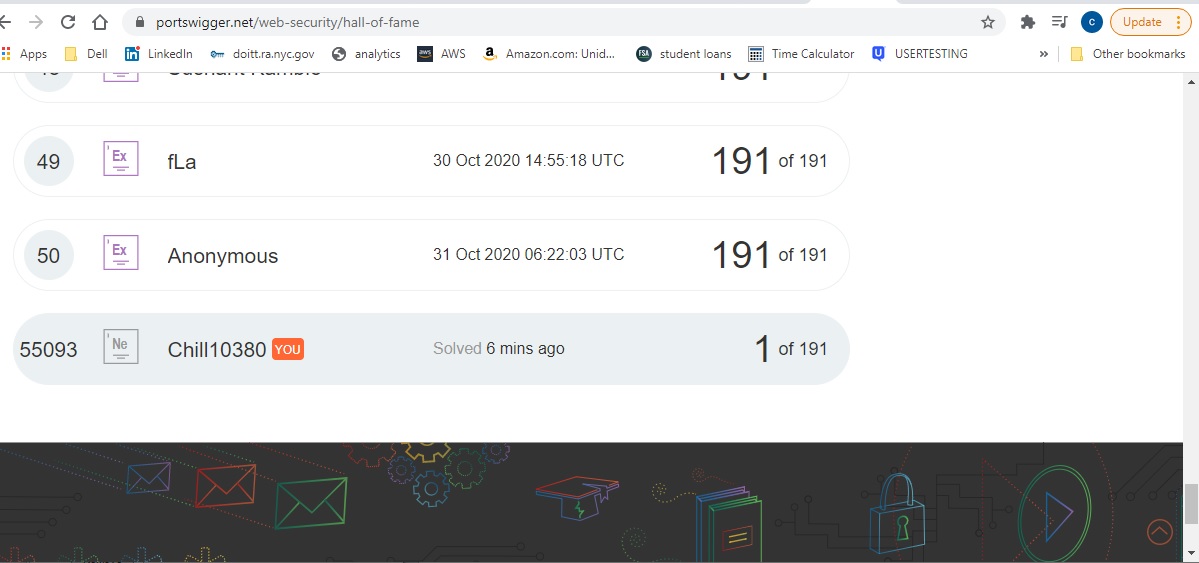 portswigger.net/web-security/hall-of-fame
C
Update
Apps
Dell
LinkedIn
doitt.ra.nyc.gov
analytics
aws
AWS
Amazon.com: Unid...
FSA
student loans
Time Calculator
USERTESTING
»
Other bookmarks
191
49
Ex
fLa
30 Oct 2020 14:55:18 UTC
191 of 191
50
Ex
Anonymous
31 Oct 2020 06:22:03 UTC
191 of 191
55093
Ne
Chill10380 YOU
Solved 6 mins ago
1 of 191